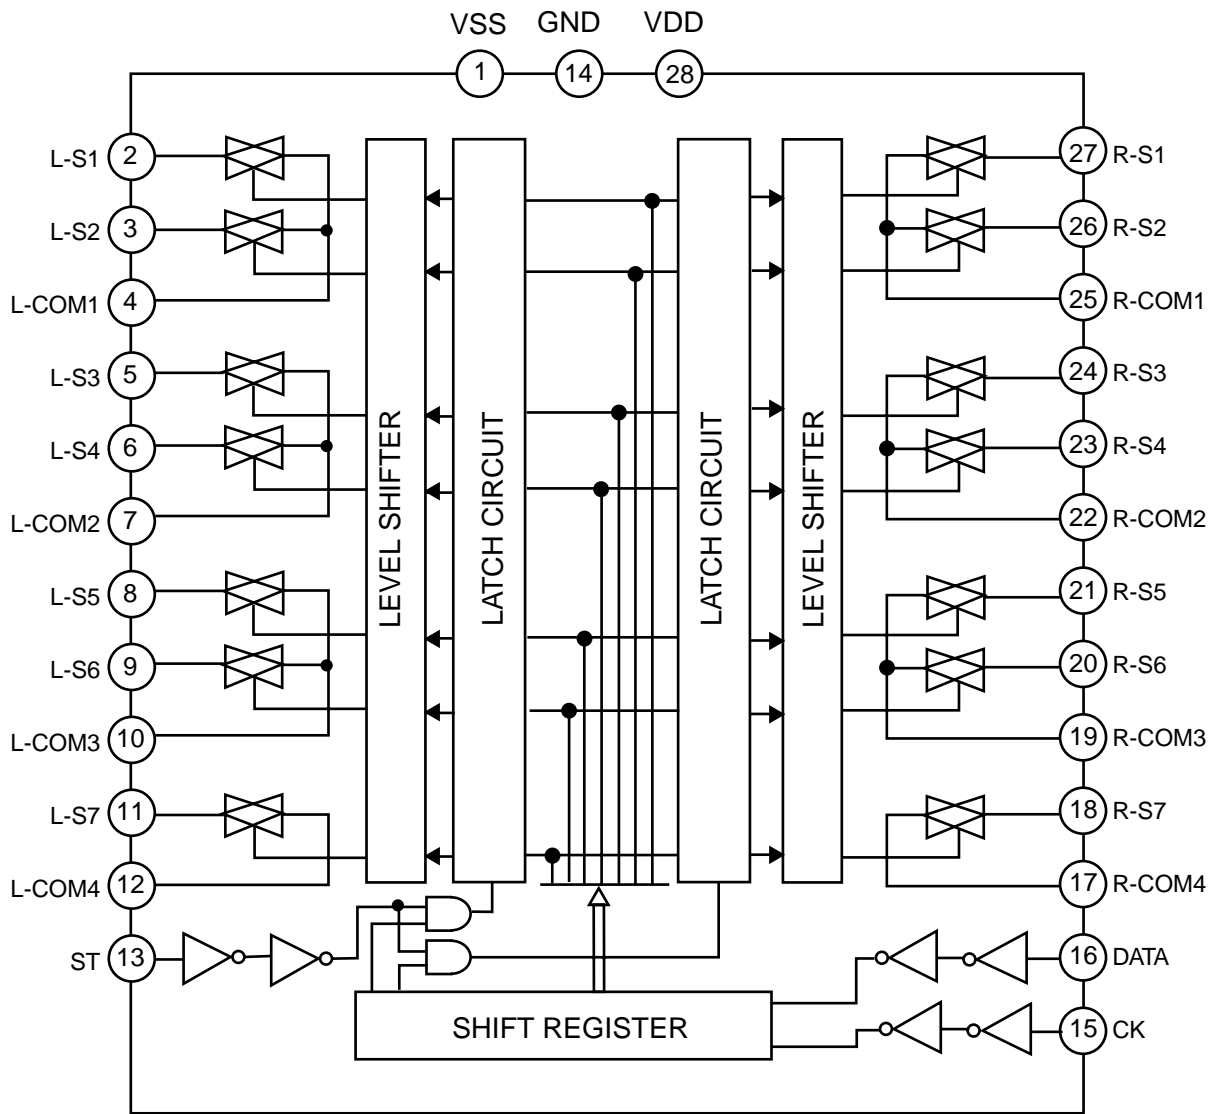 VSS GND VDD
1 14 28
L-S1 2
L-S2 3
L-COM1 4
L-S3 5
L-S4 6
L-COM2 7
L-S5 8
L-S6 9
L-COM3 10
L-S7 11
L-COM4 12
ST 13
LEVEL SHIFTER
LATCH CIRCUIT
LATCH CIRCUIT
LEVEL SHIFTER
27 R-S1
26 R-S2
25 R-COM1
24 R-S3
23 R-S4
22 R-COM2
21 R-S5
20 R-S6
19 R-COM3
18 R-S7
17 R-COM4
16 DATA
15 CK
SHIFT REGISTER